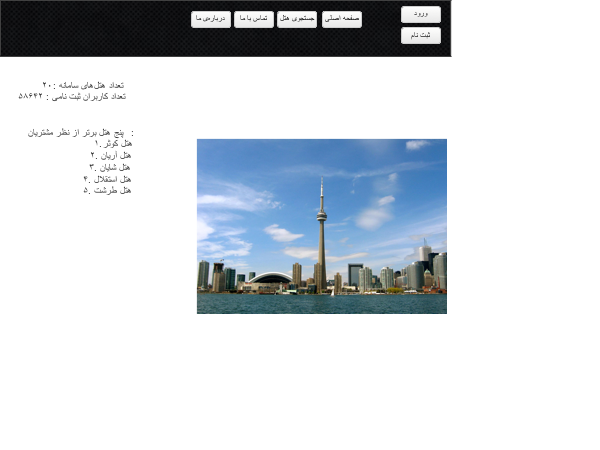 ورود
ثبت نام
صفحه اصلی
جستجوی هتل
تماس با ما
درباره‌ی ما
تعداد هتل‌های سامانه :۲۰
تعداد کاربران ثبت نامی : ۵۸۶۴۲
پنج هتل برتر از نظر مشتریان :
۱. هتل کوثر
۲. هتل آریان
۳. هتل شایان
۴. هتل استقلال
۵. هتل طرشت